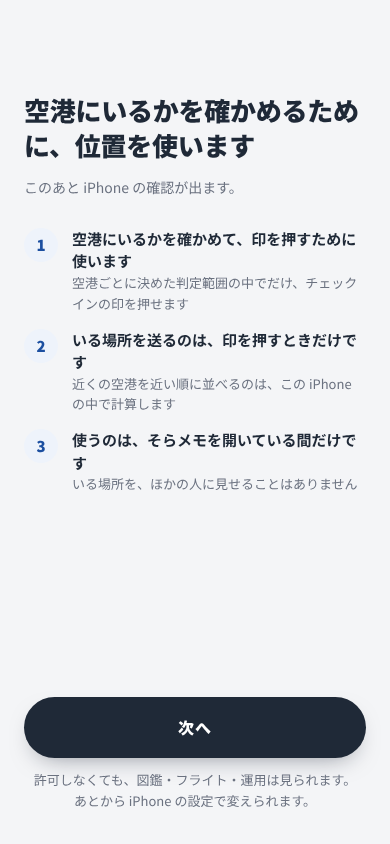 空港にいるかを確かめるため
に、位置を使います
このあと iPhone の確認が出ます。
1
空港にいるかを確かめて、印を押すために
使います
空港ごとに決めた判定範囲の中でだけ、チェック
インの印を押せます
2
いる場所を送るのは、印を押すときだけで
す
近くの空港を近い順に並べるのは、この iPhone
の中で計算します
3
使うのは、そらメモを開いている間だけで
す
いる場所を、ほかの人に見せることはありません
次へ
許可しなくても、図鑑・フライト・運用は見られます。
あとから iPhone の設定で変えられます。